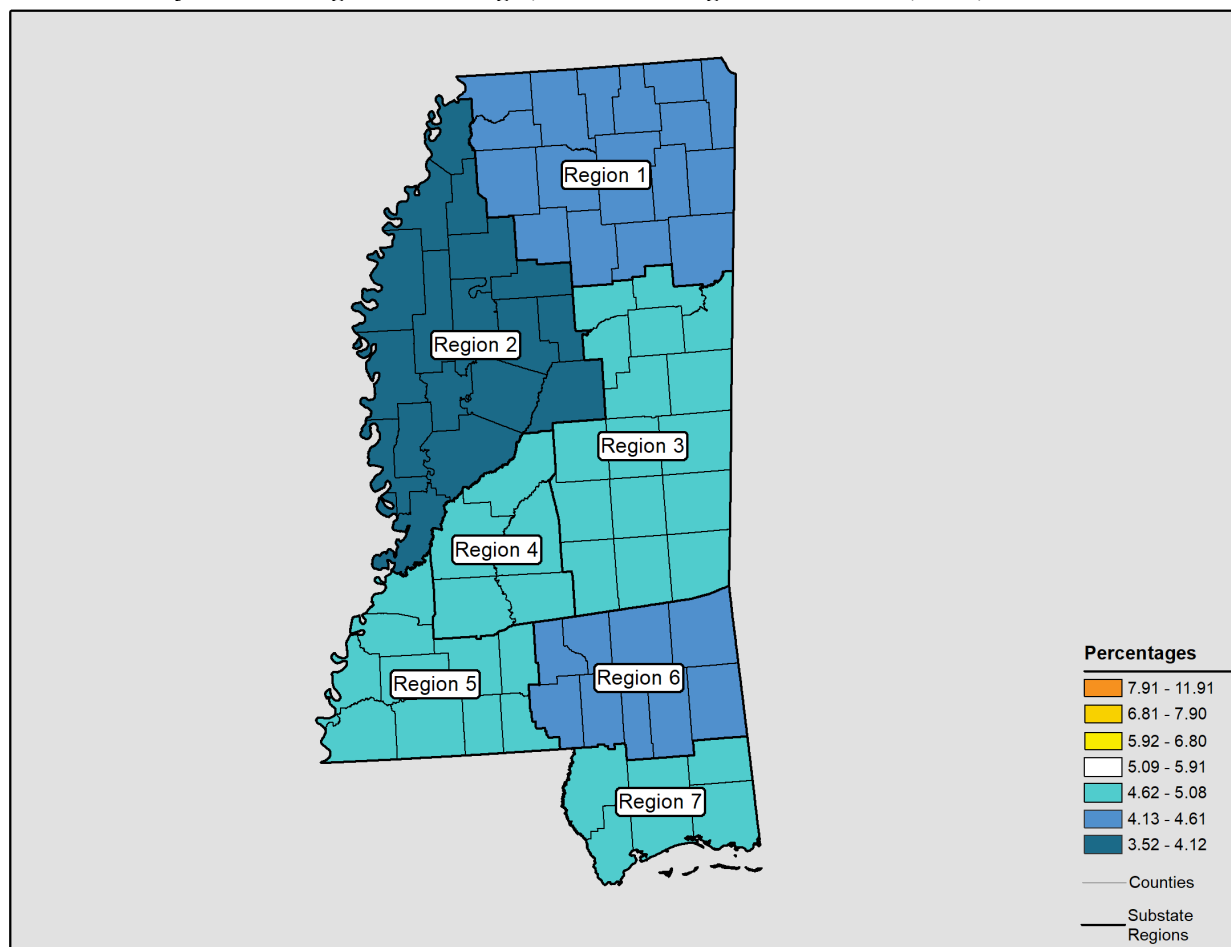 Region 1
Region 2
Region 3
Region 4
Region 5
Region 6
Region 7
Percentages
7.91 - 11.91
6.81 - 7.90
5.92 - 6.80
5.09 - 5.91
4.62 - 5.08
4.13 - 4.61
3.52 - 4.12
Counties
Substate
Regions